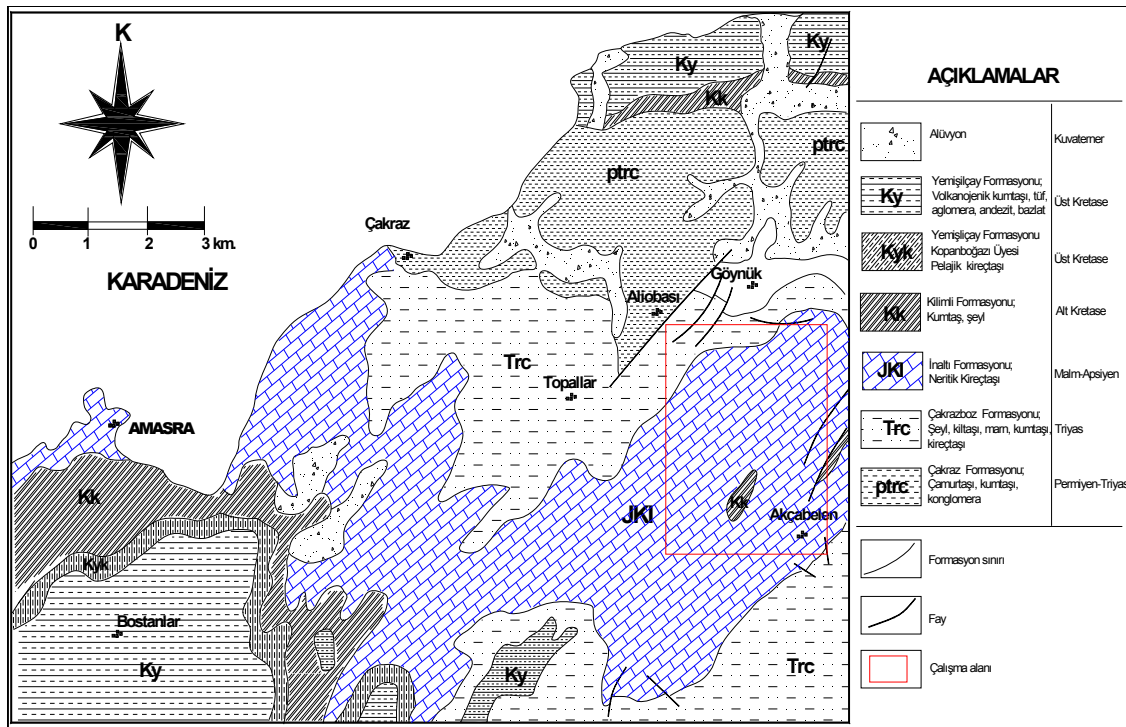 K
0 1 2 3 km.
KARADENİZ
Ky
Ky
Kk
ptrc
ptrc
Çakraz
Göynük
Aliobası
Trc
Topallar
AMASRA
Kk
JKI
Kk
Akçabelen
Kyk
Bostanlar
Ky
Ky
Trc
AÇIKLAMALAR
Alüvyon
Kuvaterner
Ky
Yemişilçay Formasyonu;
Volkanojenik kumtaşı, tüf,
aglomera, andezit, bazlat
Üst Kretase
Kyk
Yemişliçay Formasyonu
Kopanboğazı Üyesi
Pelajik kireçtaşı
Üst Kretase
Kk
Kilimli Formasyonu;
Kumtaş, şeyl
Alt Kretase
JKI
İnaltı Formasyonu;
Neritik Kireçtaşı
Malm-Apsiyen
Trc
Çakrazboz Formasyonu;
Şeyl, kiltaşı, marn, kumtaşı,
kireçtaşı
Triyas
ptrc
Çakraz Formasyonu;
Çamurtaşı, kumtaşı,
konglomera
Permiyen-Triyas
Formasyon sınırı
Fay
Çalışma alanı